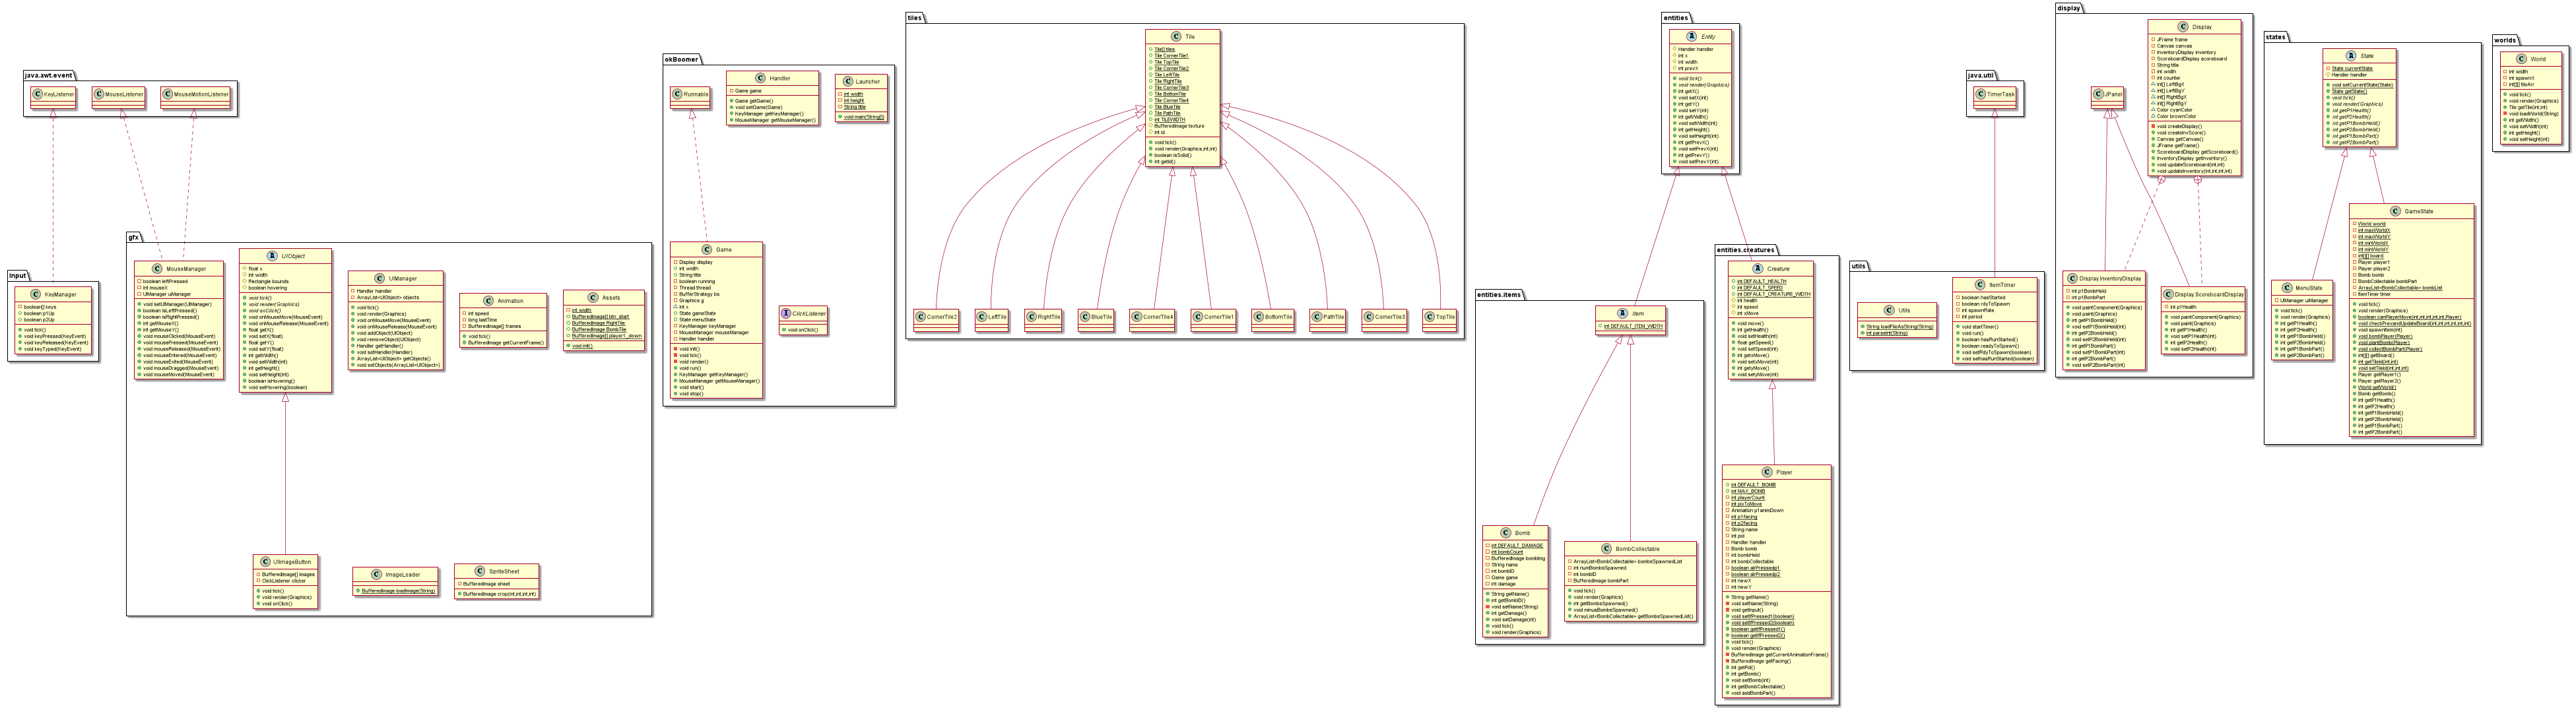 java.awt.event
KeyListener
MouseListener
MouseMotionListener
Input
KeyManager
boolean[] keys
boolean p1Up
boolean p2Up
void tick()
void keyPressed(KeyEvent)
void keyReleased(KeyEvent)
void keyTyped(KeyEvent)
gfx
MouseManager
boolean leftPressed
int mouseX
UIManager uiManager
void setUIManager(UIManager)
boolean isLeftPressed()
boolean isRightPressed()
int getMouseX()
int getMouseY()
void mouseClicked(MouseEvent)
void mousePressed(MouseEvent)
void mouseReleased(MouseEvent)
void mouseEntered(MouseEvent)
void mouseExited(MouseEvent)
void mouseDragged(MouseEvent)
void mouseMoved(MouseEvent)
UIObject
float x
int width
Rectangle bounds
boolean hovering
void tick()
void render(Graphics)
void onClick()
void onMouseMove(MouseEvent)
void onMouseRelease(MouseEvent)
float getX()
void setX(float)
float getY()
void setY(float)
int getWidth()
void setWidth(int)
int getHeight()
void setHeight(int)
boolean isHovering()
void setHovering(boolean)
UIManager
Handler handler
ArrayList<UIObject> objects
void tick()
void render(Graphics)
void onMouseMove(MouseEvent)
void onMouseRelease(MouseEvent)
void addObject(UIObject)
void removeObject(UIObject)
Handler getHandler()
void setHandler(Handler)
ArrayList<UIObject> getObjects()
void setObjects(ArrayList<UIObject>)
Animation
int speed
long lastTime
BufferedImage[] frames
void tick()
BufferedImage getCurrentFrame()
Assets
int width
BufferedImage[] btn_start
BufferedImage RightTile
BufferedImage BombTile
BufferedImage[] player1_down
void init()
UIImageButton
BufferedImage[] images
ClickListener clicker
void tick()
void render(Graphics)
void onClick()
ImageLoader
BufferedImage loadImage(String)
SpriteSheet
BufferedImage sheet
BufferedImage crop(int,int,int,int)
okBoomer
Runnable
Handler
Game game
Game getGame()
void setGame(Game)
KeyManager getKeyManager()
MouseManager getMouseManager()
Launcher
int width
int height
String title
void main(String[])
Game
Display display
int width
String title
boolean running
Thread thread
BufferStrategy bs
Graphics g
int x
State gameState
State menuState
KeyManager keyManager
MouseManager mouseManager
Handler handler
void init()
void tick()
void render()
void run()
KeyManager getKeyManager()
MouseManager getMouseManager()
void start()
void stop()
ClickListener
void onClick()
tiles
Tile
Tile[] tiles
Tile CornerTile1
Tile TopTile
Tile CornerTile2
Tile LeftTile
Tile RightTile
Tile CornerTile3
Tile BottomTile
Tile CornerTile4
Tile BlueTile
Tile PathTile
int TILEWIDTH
BufferedImage texture
int id
void tick()
void render(Graphics,int,int)
boolean isSolid()
int getId()
CornerTile2
LeftTile
RightTile
BlueTile
CornerTile4
CornerTile1
BottomTile
PathTile
CornerTile3
TopTile
entities
Entity
Handler handler
int x
int width
int prevX
void tick()
void render(Graphics)
int getX()
void setX(int)
int getY()
void setY(int)
int getWidth()
void setWidth(int)
int getHeight()
void setHeight(int)
int getPrevX()
void setPrevX(int)
int getPrevY()
void setPrevY(int)
entities.items
Item
int DEFAULT_ITEM_WIDTH
Bomb
int DEFAULT_DAMAGE
int bombCount
BufferedImage bombImg
String name
int bombID
Game game
int damage
String getName()
int getBombID()
void setName(String)
int getDamage()
void setDamage(int)
void tick()
void render(Graphics)
BombCollectable
ArrayList<BombCollectable> bombsSpawnedList
int numBombsSpawned
int bombID
BufferedImage bombPart
void tick()
void render(Graphics)
int getBombsSpawned()
void minusBombsSpawned()
ArrayList<BombCollectable> getBombsSpawnedList()
entities.creatures
Creature
int DEFAULT_HEALTH
int DEFAULT_SPEED
int DEFAULT_CREATURE_WIDTH
int health
int speed
int xMove
void move()
int getHealth()
void setHealth(int)
float getSpeed()
void setSpeed(int)
int getxMove()
void setxMove(int)
int getyMove()
void setyMove(int)
Player
int DEFAULT_BOMB
int MAX_BOMB
int playerCount
int pixToMove
Animation p1animDown
int p1facing
int p2facing
String name
int pid
Handler handler
Bomb bomb
int bombHeld
int bombCollectable
boolean alrPressedp1
boolean alrPressedp2
int newX
int newY
String getName()
void setName(String)
void getInput()
void setIfPressed1(boolean)
void setIfPressed2(boolean)
boolean getIfPressed1()
boolean getIfPressed2()
void tick()
void render(Graphics)
BufferedImage getCurrentAnimationFrame()
BufferedImage getFacing()
int getPid()
int getBomb()
void setBomb(int)
int getBombCollectable()
void addBombPart()
java.util
TimerTask
utils
Utils
String loadFileAsString(String)
int parseInt(String)
ItemTimer
boolean hasStarted
boolean rdyToSpawn
int spawnRate
int period
void startTimer()
void run()
boolean hasRunStarted()
boolean readyToSpawn()
void setRdyToSpawn(boolean)
void sethasRunStarted(boolean)
display
JPanel
Display
JFrame frame
Canvas canvas
InventoryDisplay inventory
ScoreboardDisplay scoreboard
String title
int width
int counter
int[] LeftBgX
int[] LeftBgY
int[] RightBgX
int[] RightBgY
Color cyanColor
Color brownColor
void createDisplay()
void createInvScore()
Canvas getCanvas()
JFrame getFrame()
ScoreboardDisplay getScoreboard()
InventoryDisplay getInventory()
void updateScoreboard(int,int)
void updateInventory(int,int,int,int)
Display.InventoryDisplay
int p1BombHeld
int p1BombPart
void paintComponent(Graphics)
void paint(Graphics)
int getP1BombHeld()
void setP1BombHeld(int)
int getP2BombHeld()
void setP2BombHeld(int)
int getP1BombPart()
void setP1BombPart(int)
int getP2BombPart()
void setP2BombPart(int)
Display.ScoreboardDisplay
int p1Health
void paintComponent(Graphics)
void paint(Graphics)
int getP1Health()
void setP1Health(int)
int getP2Health()
void setP2Health(int)
states
State
State currentState
Handler handler
void setCurrentState(State)
State getState()
void tick()
void render(Graphics)
int getP1Health()
int getP2Health()
int getP1BombHeld()
int getP2BombHeld()
int getP1BombPart()
int getP2BombPart()
MenuState
UIManager uiManager
void tick()
void render(Graphics)
int getP1Health()
int getP2Health()
int getP1BombHeld()
int getP2BombHeld()
int getP1BombPart()
int getP2BombPart()
GameState
World world
int maxWorldX
int maxWorldY
int minWorldX
int minWorldY
int[][] board
Player player1
Player player2
Bomb bomb
BombCollectable bombPart
ArrayList<BombCollectable> bombList
ItemTimer timer
void tick()
void render(Graphics)
boolean canPlayerMove(int,int,int,int,int,Player)
void checkPrevandUpdateBoard(int,int,int,int,int,int)
void spawnItem(int)
void bombPlayer(Player)
void plantBomb(Player)
void collectBombPart(Player)
int[][] getBoard()
int getTileId(int,int)
void setTileId(int,int,int)
Player getPlayer1()
Player getPlayer2()
World getWorld()
Bomb getBomb()
int getP1Health()
int getP2Health()
int getP1BombHeld()
int getP2BombHeld()
int getP1BombPart()
int getP2BombPart()
worlds
World
int width
int spawnX
int[][] tileArr
void tick()
void render(Graphics)
Tile getTile(int,int)
void loadWorld(String)
int getWidth()
void setWidth(int)
int getHeight()
void setHeight(int)